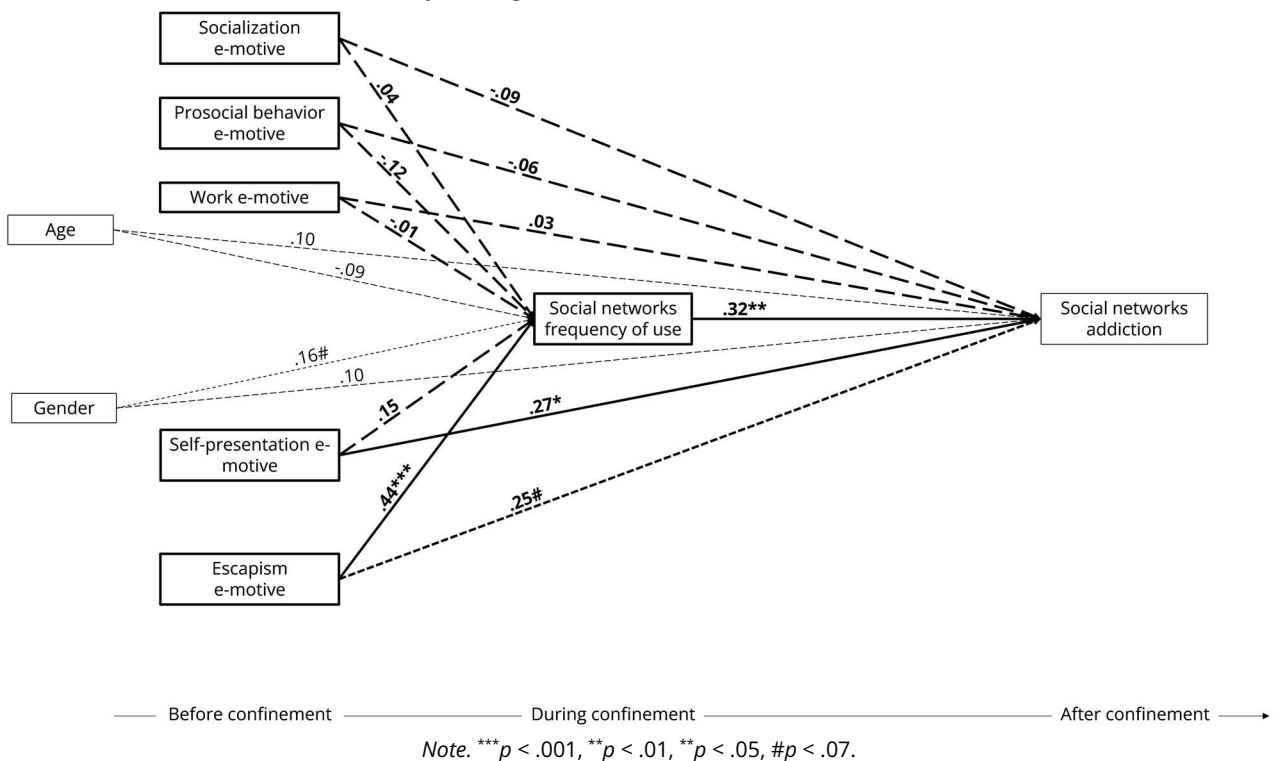 Socialization
e-motive
Prosocial behavior
e-motive
Work e-motive
Age
Gender
Self-presentation e-
motive
Escapism
e-motive
Social networks
frequency of use
Social networks
addiction
.04
-.09
-.12
-.06
-.01
.03
.10
-.09
.32**
.16#
.10
.15
.27*
.44***
.25#
Before confinement
During confinement
After confinement
Note. ***p < .001, **p < .01, **p < .05, #p < .07.